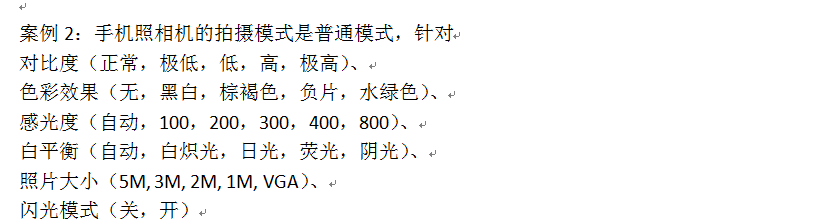 案例 2：手机照相机的拍摄模式是普通模式，针对
对比度（正常，极低，低，高，极高）、
色彩效果（无，黑白，棕褐色，负片，水绿色）、
感光度（自动，100，200，300，400，800）、
白平衡（自动，白炽光，日光，荧光，阴光）、
照片大小（5M, 3M, 2M, 1M, VGA）、
闪光模式（关，开）